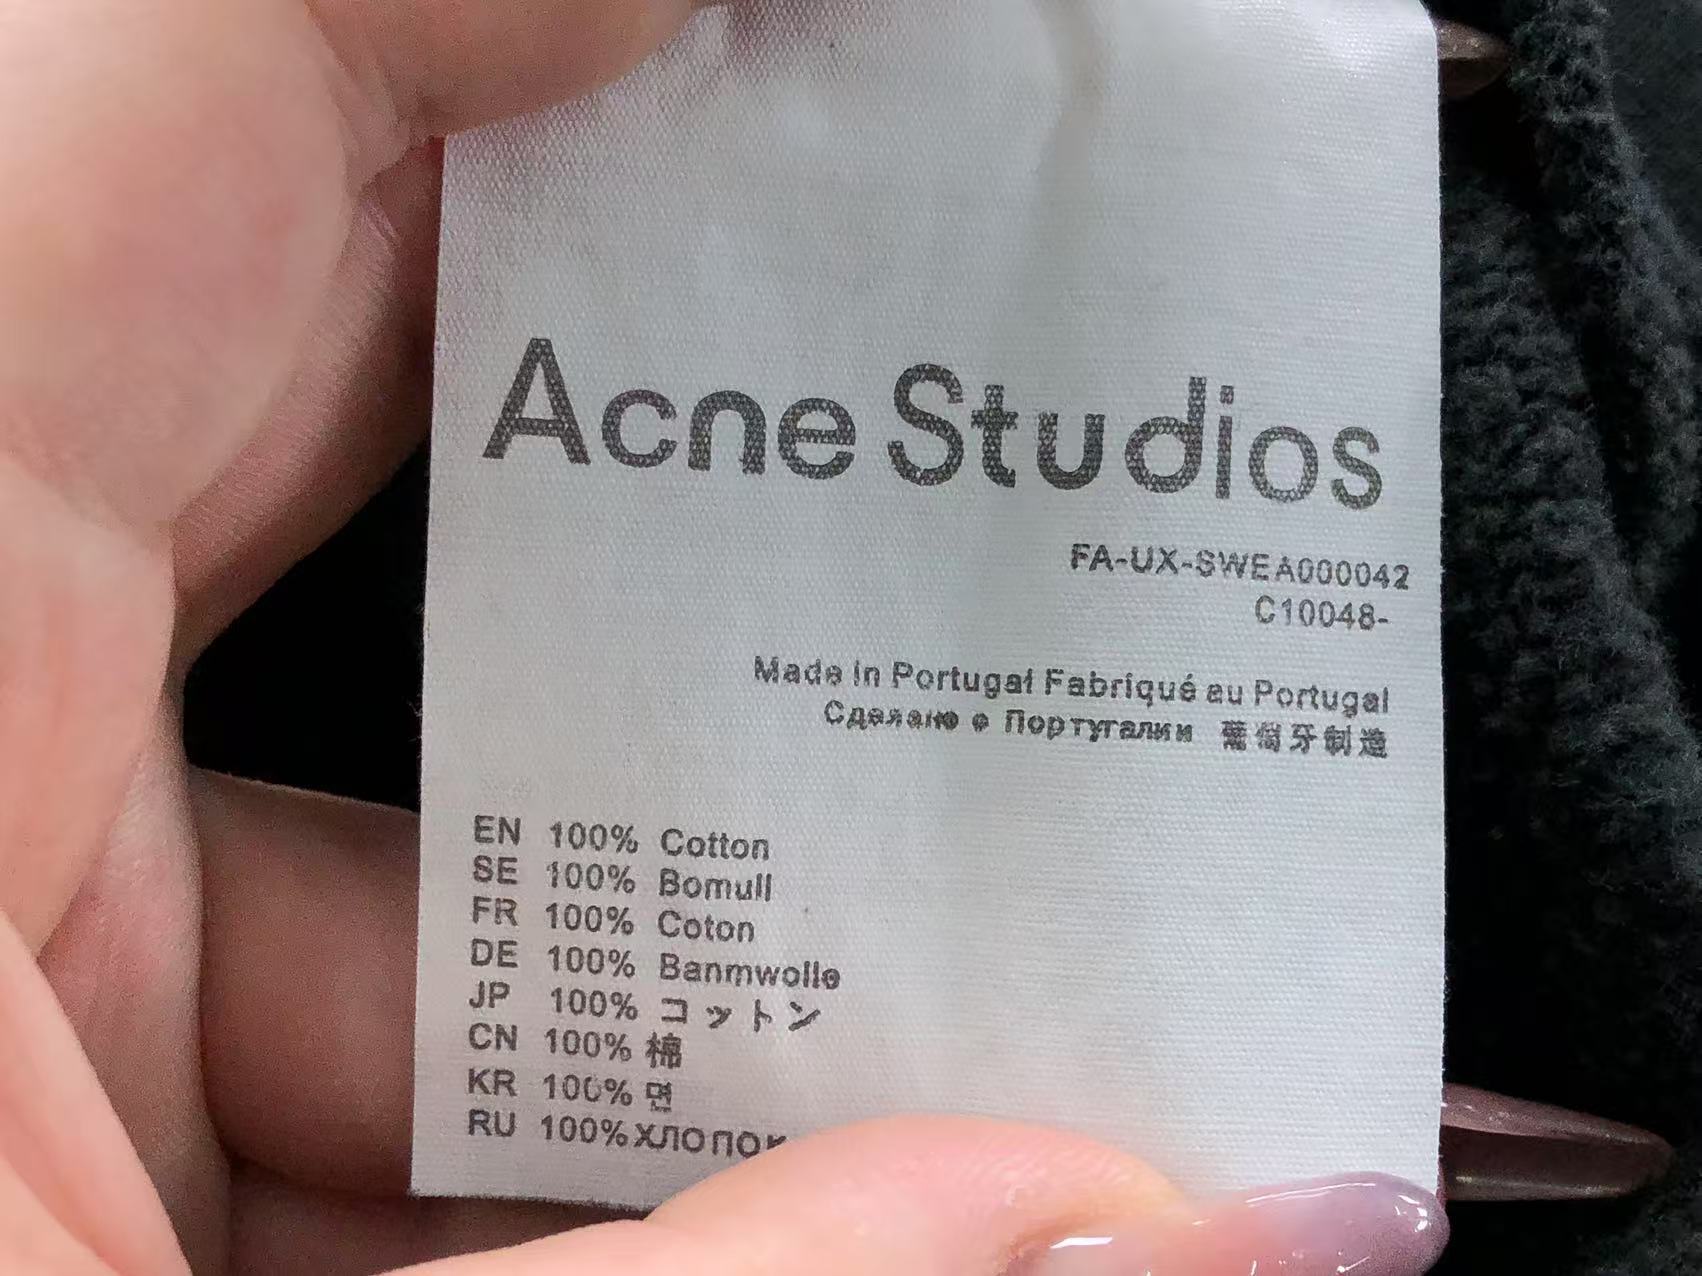 Acne Studios
FA-UX-SWEA000042
C10048-
Made in Portugal Fabriqué au Portugal
Сделано в Португалии 葡萄牙制造
EN 100% Cotton
SE 100% Bomull
FR 100% Coton
DE 100% Banmwolle
JP 100% コットン
CN 100% 棉
KR 100% 면
RU 100% ХЛОПОК